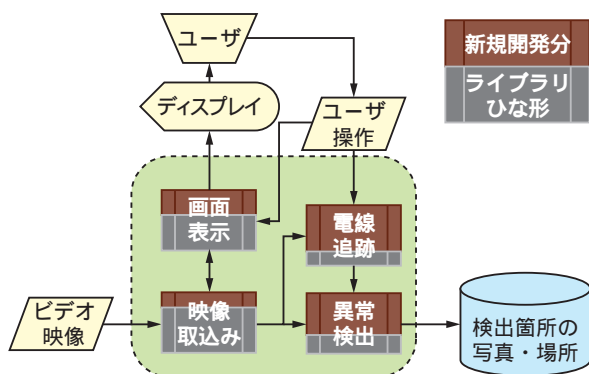 ユーザ
新規開発分
ライブラリ
ひな形
ディスプレイ
ユーザ
操作
画面
表示
電線
追跡
ビデオ
映像
映像
取込み
異常
検出
検出箇所の
写真・場所